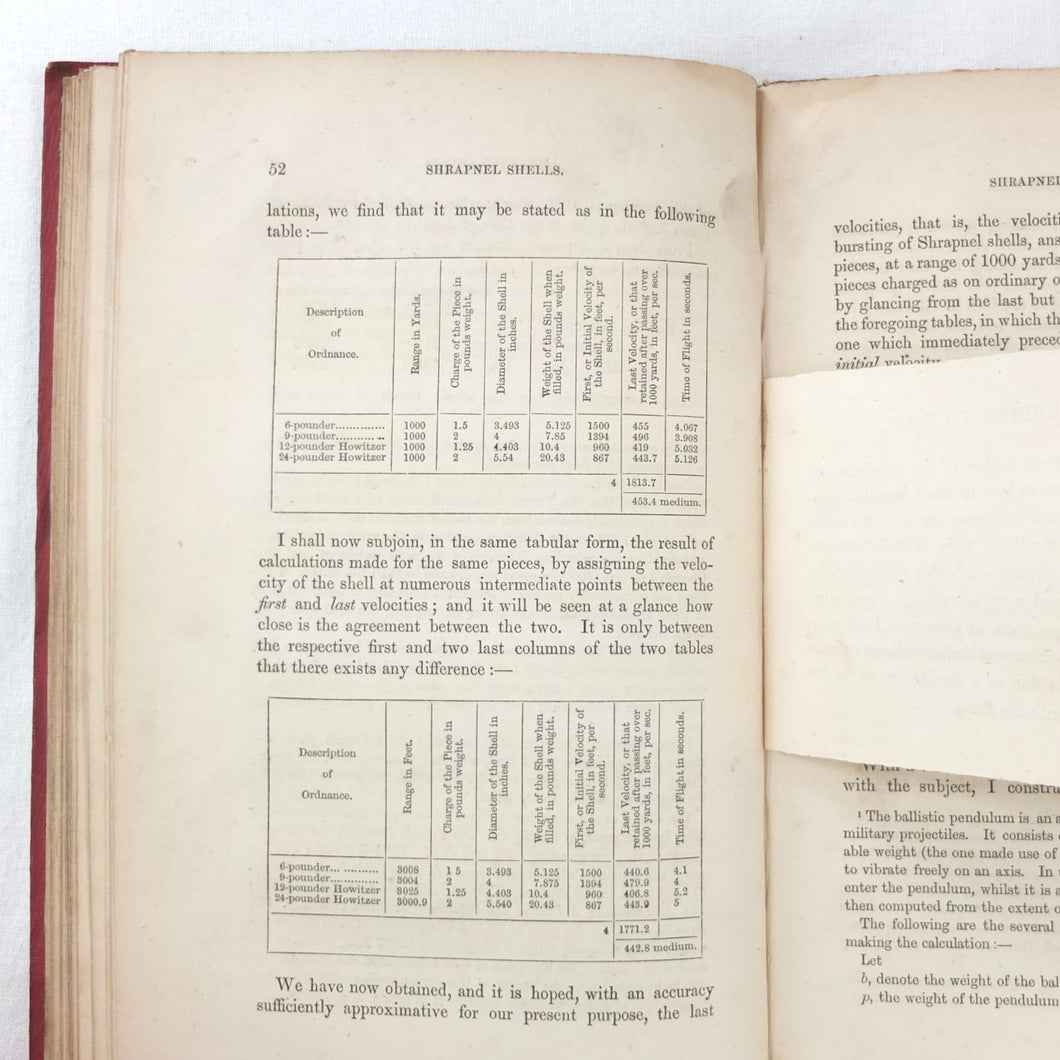 52 SHRAPNEL SHELLS.
lations, we find that it may be stated as in the following
table :—
Description
of
Ordnance.
Range in Yards.
Charge of the Piece in
pounds weight.
Diameter of the Shell in
inches.
Weight of the Shell when
filled, in pounds weight.
First, or Initial Velocity of
the Shell, in feet, per
second.
Last Velocity, or that
retained after passing over
1000 yards, in feet, per sec.
Time of Flight in seconds.
6-pounder.............. 1000 1.5 3.493 5.125 1500 455 4.067
9-pounder.............. 1000 2 4 7.85 1394 496 3.908
12-pounder Howitzer 1000 1.25 4.403 10.4 960 419 5.032
24-pounder Howitzer 1000 2 5.54 20.43 867 443.7 5.126
4 1813.7
453.4 medium.
I shall now subjoin, in the same tabular form, the result of
calculations made for the same pieces, by assigning the velo-
city of the shell at numerous intermediate points between the
first and last velocities ; and it will be seen at a glance how
close is the agreement between the two. It is only between
the respective first and two last columns of the two tables
that there exists any difference :—
Description
of
Ordnance.
Range in Feet.
Charge of the Piece in
pounds weight.
Diameter of the Shell in
inches.
Weight of the Shell when
filled, in pounds weight.
First, or Initial Velocity of
the Shell, in feet, per
second.
Last Velocity, or that
retained after passing over
1000 yards, in feet, per sec.
Time of Flight in seconds.
6-pounder... ........... 3008 1 5 3.493 5.125 1500 440.6 4.1
9-pounder.............. 3004 2 4 7.875 1394 479.9 4
12-pounder Howitzer 3025 1.25 4.403 10.4 960 406.8 5.2
24-pounder Howitzer 3000.9 2 5.540 20.43 867 443.9 5
4 1771.2
442.8 medium.
We have now obtained, and it is hoped, with an accuracy
sufficiently approximative for our present purpose, the last
SHRAPNEL
velocities, that is, the velociti
bursting of Shrapnel shells, ans
pieces, at a range of 1000 yards
pieces charged as on ordinary o
by glancing from the last but
the foregoing tables, in which th
one which immediately preced
initial velocity
with the subject, I constru
¹ The ballistic pendulum is an a
military projectiles. It consists
able weight (the one made use of
to vibrate freely on an axis. In
enter the pendulum, whilst it is a
then computed from the extent o
The following are the several
making the calculation :—
Let
b, denote the weight of the bal
p, the weight of the pendulum